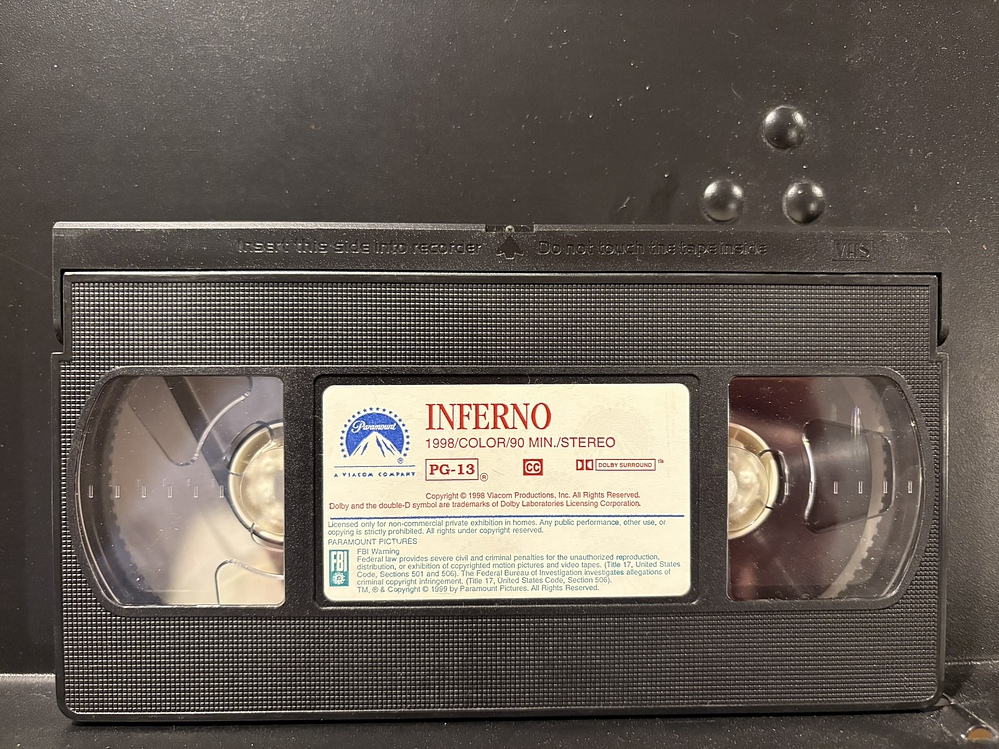 Insert this side into recorder Do not touch the tape inside VHS
Paramount
®
A VIACOM COMPANY
INFERNO
1998/COLOR/90 MIN./STEREO
PG-13 ® CC DOLBY SURROUND ™
Copyright © 1998 Viacom Productions, Inc. All Rights Reserved.
Dolby and the double-D symbol are trademarks of Dolby Laboratories Licensing Corporation.
Licensed only for non-commercial private exhibition in homes. Any public performance, other use, or
copying is strictly prohibited. All rights under copyright reserved.
PARAMOUNT PICTURES
FBI
FBI Warning
Federal law provides severe civil and criminal penalties for the unauthorized reproduction,
distribution, or exhibition of copyrighted motion pictures and video tapes. (Title 17, United States
Code, Sections 501 and 506). The Federal Bureau of Investigation investigates allegations of
criminal copyright infringement. (Title 17, United States Code, Section 506).
TM, ® & Copyright © 1999 by Paramount Pictures. All Rights Reserved.